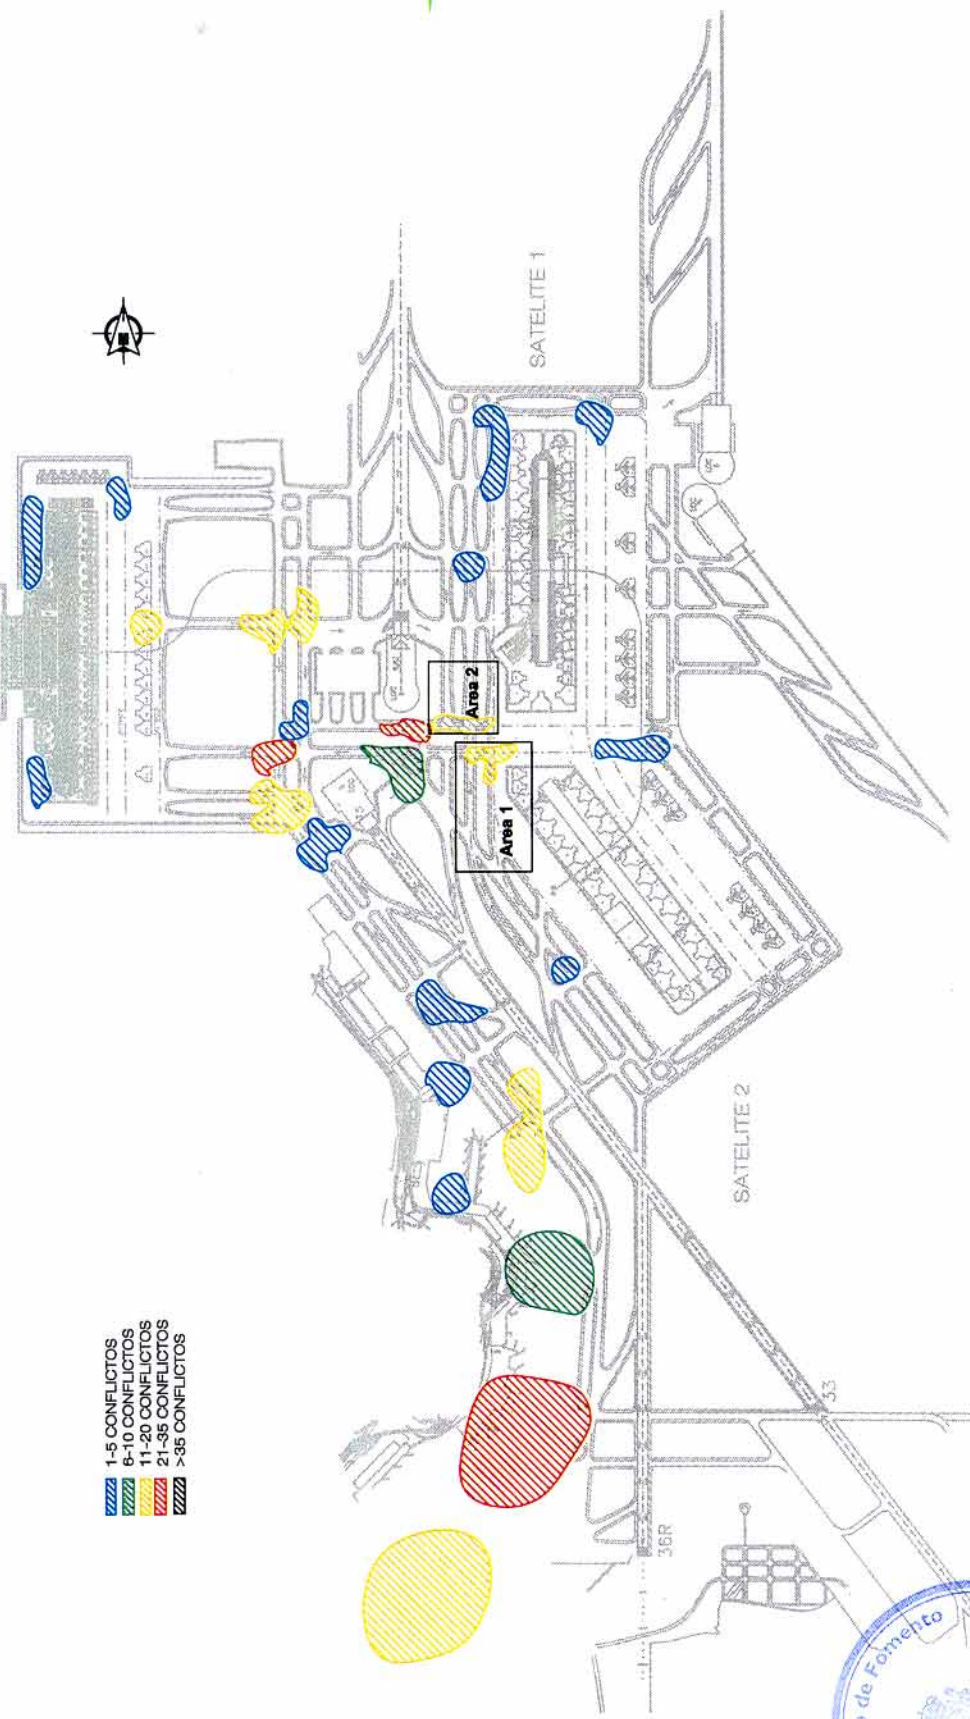 SATELITE 1
Area 2
Area 1
SATELITE 2
1-5 CONFLICTOS
6-10 CONFLICTOS
11-20 CONFLICTOS
21-35 CONFLICTOS
>35 CONFLICTOS
33
36R
de Fomento